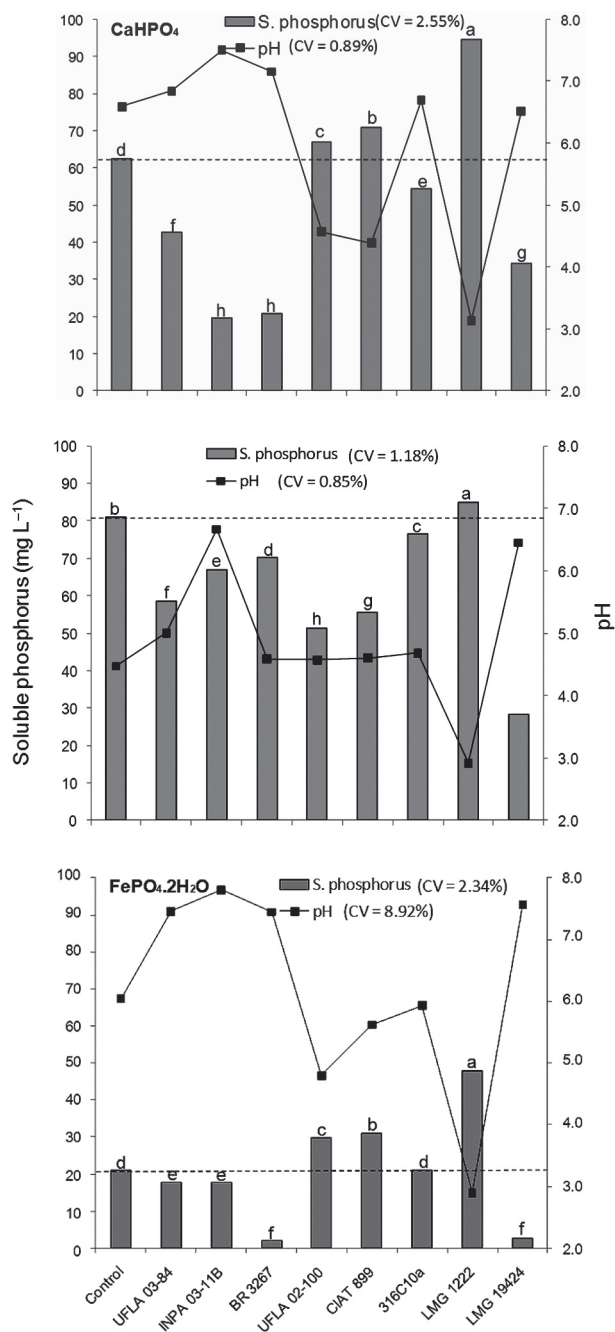 CaHPO₄
S. phosphorus(CV = 2.55%)
pH (CV = 0.89%)
100
90
80
70
60
50
40
30
20
10
0
8.0
7.0
6.0
5.0
4.0
3.0
2.0
d
f
h
h
c
b
e
a
g
S. phosphorus (CV = 1.18%)
pH (CV = 0.85%)
100
90
80
70
60
50
40
30
20
10
0
8.0
7.0
6.0
5.0
4.0
3.0
2.0
b
f
e
d
h
g
c
a
Soluble phosphorus (mg L⁻¹)
pH
FePO₄.2H₂O
S. phosphorus (CV = 2.34%)
pH (CV = 8.92%)
100
90
80
70
60
50
40
30
20
10
0
8.0
7.0
6.0
5.0
4.0
3.0
2.0
d
e
e
f
c
b
d
a
f
Control
UFLA 03-84
INPA 03-11B
BR 3267
UFLA 02-100
CIAT 899
316C10a
LMG 1222
LMG 19424